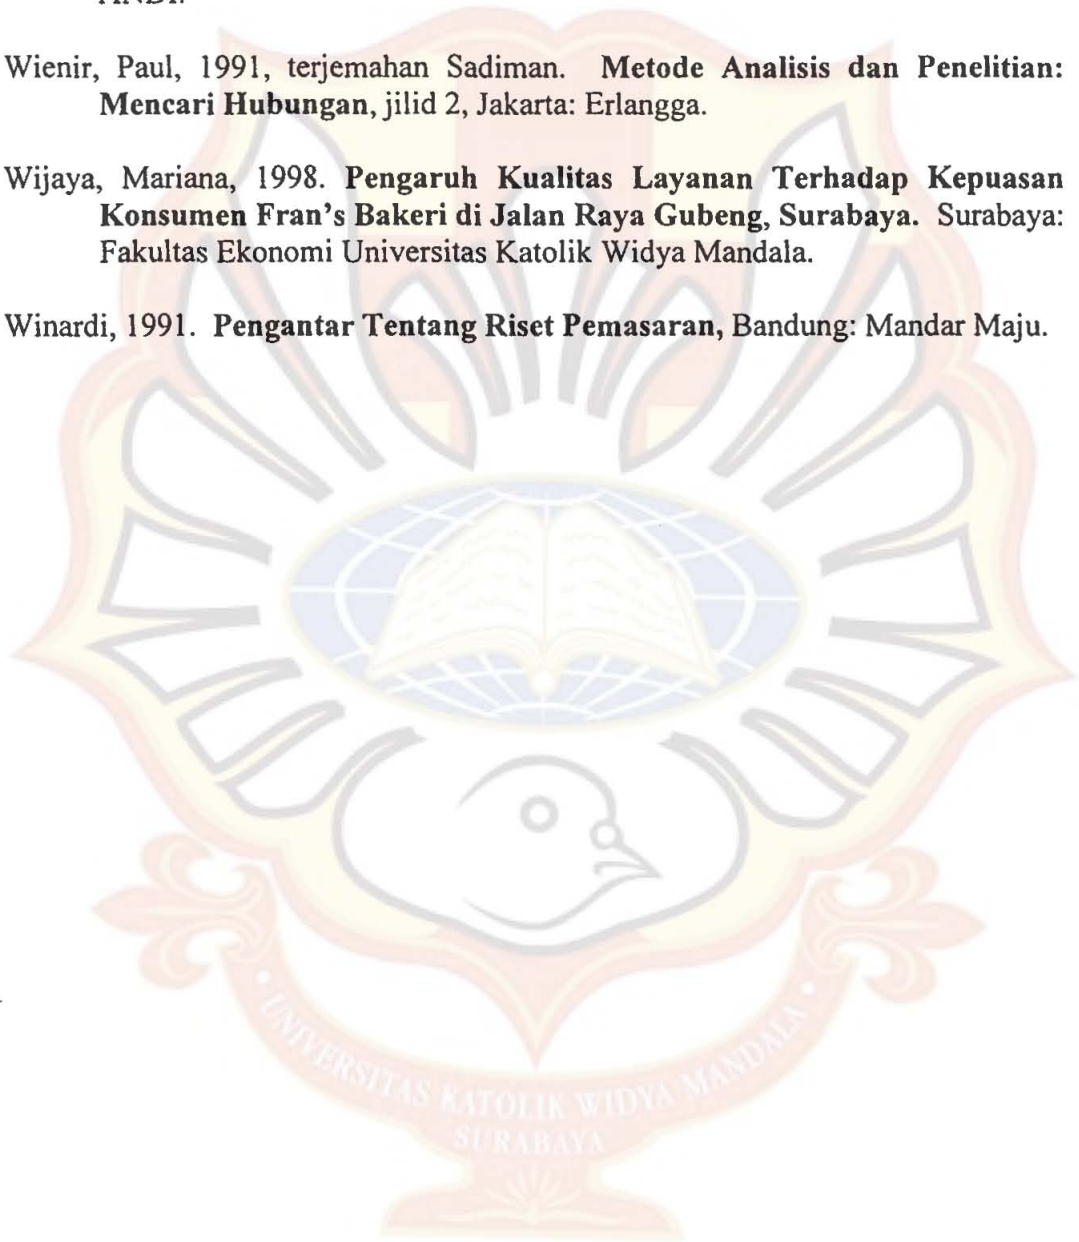 Wienir, Paul, 1991, terjemahan Sadiman. Metode Analisis dan Penelitian:
Mencari Hubungan, jilid 2, Jakarta: Erlangga.
Wijaya, Mariana, 1998. Pengaruh Kualitas Layanan Terhadap Kepuasan
Konsumen Fran's Bakeri di Jalan Raya Gubeng, Surabaya. Surabaya:
Fakultas Ekonomi Universitas Katolik Widya Mandala.
Winardi, 1991. Pengantar Tentang Riset Pemasaran, Bandung: Mandar Maju.
• UNIVERSITAS KATOLIK WIDYA MANDALA •
SURABAYA